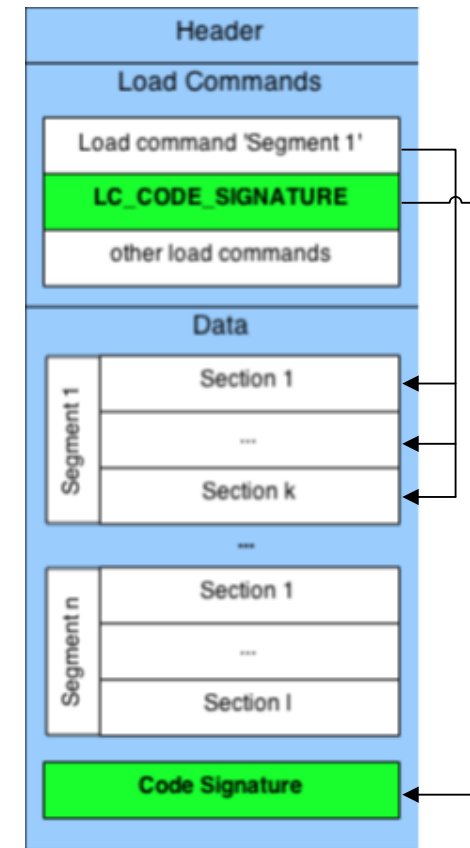 Header
Load Commands
Load command 'Segment 1'
LC_CODE_SIGNATURE
other load commands
Data
Segment 1
Section 1
...
Section k
...
Segment n
Section 1
...
Section l
Code Signature